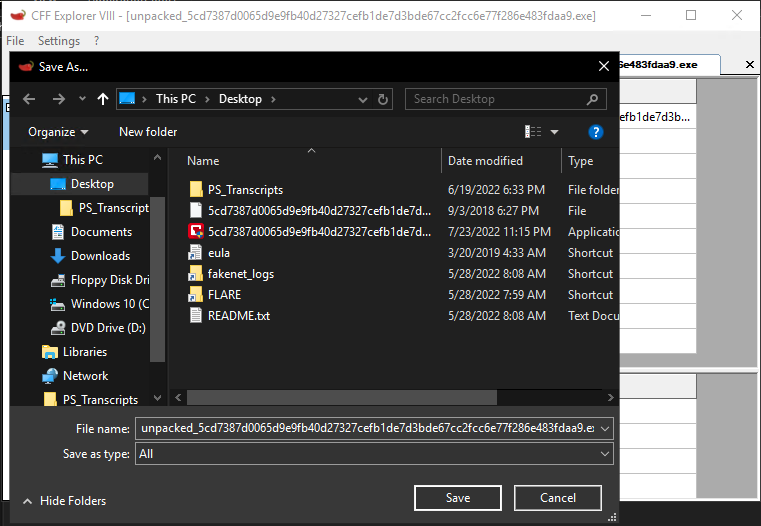 CFF Explorer VIII - [unpacked_5cd7387d0065d9e9fb40d27327cefb1de7d3bde67cc2fcc6e77f286e483fdaa9.exe]
File Settings ?
6e483fdaa9.exe
Save As...
This PC Desktop
Search Desktop
efb1de7d3b...
Organize New folder
This PC
Desktop
PS_Transcript
Documents
Downloads
Floppy Disk Dri
Windows 10 (C
DVD Drive (D:)
Libraries
Network
PS_Transcripts
Name Date modified Type
PS_Transcripts 6/19/2022 6:33 PM File folder
5cd7387d0065d9e9fb40d27327cefb1de7d... 9/3/2018 6:27 PM File
5cd7387d0065d9e9fb40d27327cefb1de7d... 7/23/2022 11:15 PM Applicatio
eula 3/20/2019 4:33 AM Shortcut
fakenet_logs 5/28/2022 8:08 AM Shortcut
FLARE 5/28/2022 7:59 AM Shortcut
README.txt 5/28/2022 8:08 AM Text Docu
File name: unpacked_5cd7387d0065d9e9fb40d27327cefb1de7d3bde67cc2fcc6e77f286e483fdaa9.ex
Save as type: All
Hide Folders
Save Cancel